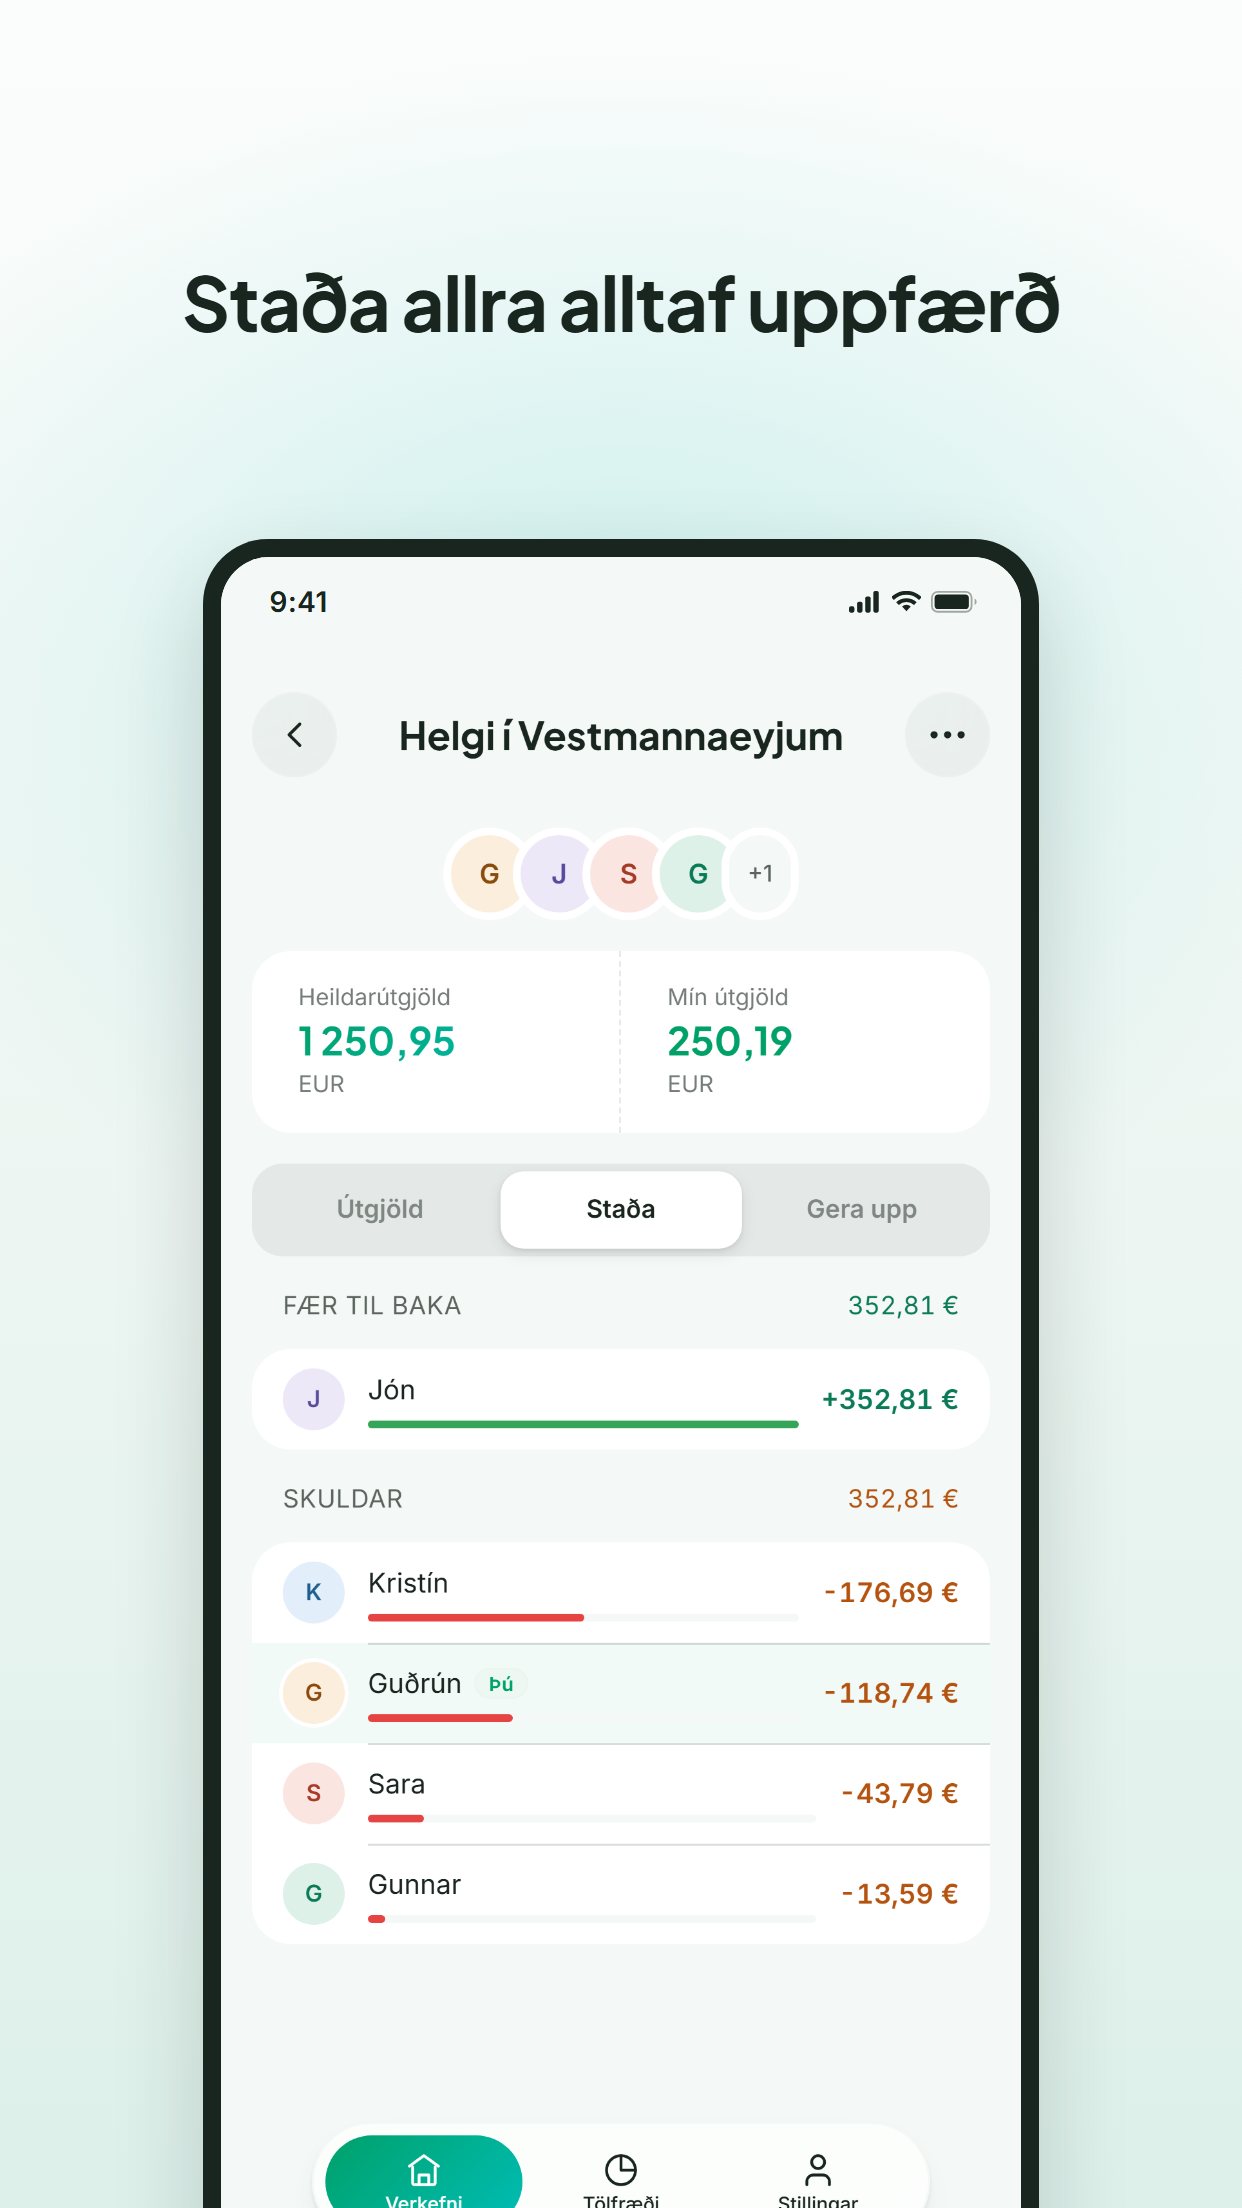 Staða allra alltaf uppfærð
9:41
Helgi í Vestmannaeyjum
G J S G +1
Heildarútgjöld
1 250,95
EUR
Mín útgjöld
250,19
EUR
Útgjöld Staða Gera upp
FÆR TIL BAKA 352,81 €
J Jón +352,81 €
SKULDAR 352,81 €
K Kristín -176,69 €
G Guðrún Þú -118,74 €
S Sara -43,79 €
G Gunnar -13,59 €
Verkefni Tölfræði Stillingar